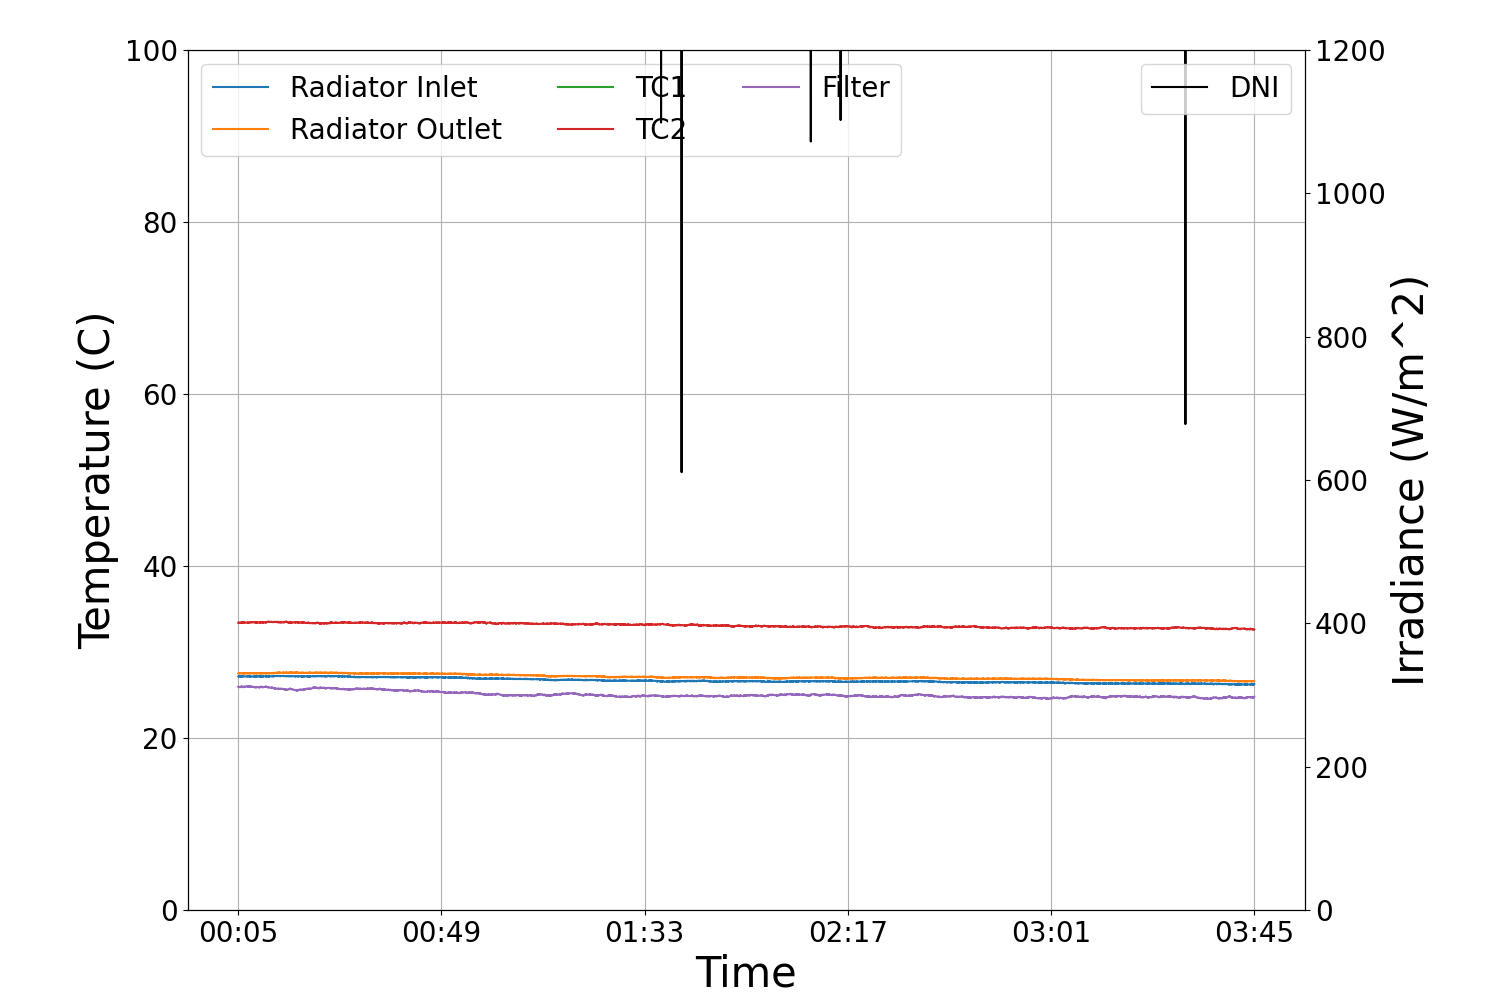 Radiator Inlet
Radiator Outlet
TC1
TC2
Filter
DNI
Temperature (C)
100
80
60
40
20
0
1200
1000
800
600
400
200
0
Irradiance (W/m^2)
00:05
00:49
01:33
02:17
03:01
03:45
Time